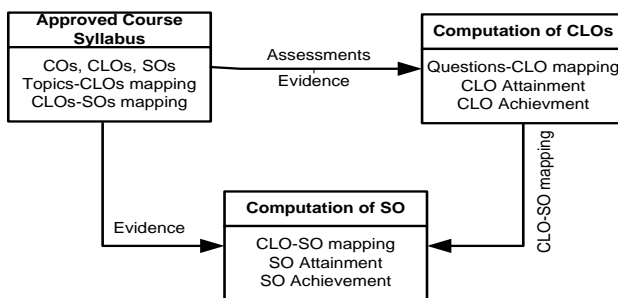 Approved Course
Syllabus
COs, CLOs, SOs
Topics-CLOs mapping
CLOs-SOs mapping
Assessments
Evidence
Computation of CLOs
Questions-CLO mapping
CLO Attainment
CLO Achievment
CLO-SO mapping
Evidence
Computation of SO
CLO-SO mapping
SO Attainment
SO Achievement